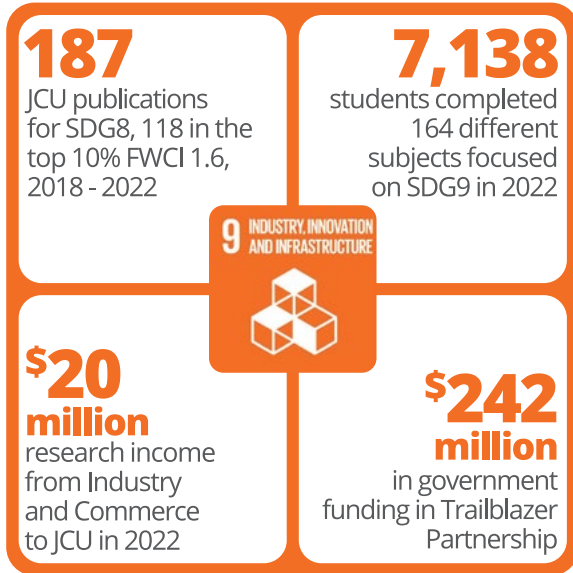 187
JCU publications
for SDG8, 118 in the
top 10% FWCI 1.6,
2018 - 2022
7,138
students completed
164 different
subjects focused
on SDG9 in 2022
9 INDUSTRY, INNOVATION
AND INFRASTRUCTURE
$20
million
research income
from Industry
and Commerce
to JCU in 2022
$242
million
in government
funding in Trailblazer
Partnership